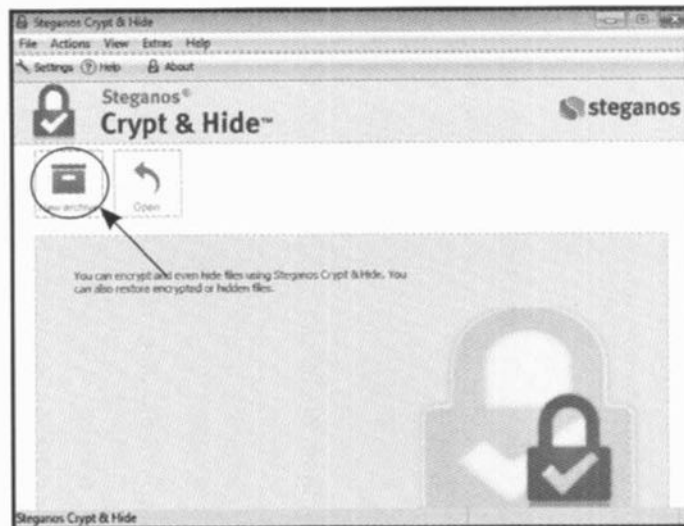 Steganos Crypt & Hide
File Actions View Extras Help
Settings Help About
Steganos®
Crypt & Hide™
steganos
New archive Open
You can encrypt and even hide files using Steganos Crypt & Hide. You
can also restore encrypted or hidden files.
Steganos Crypt & Hide